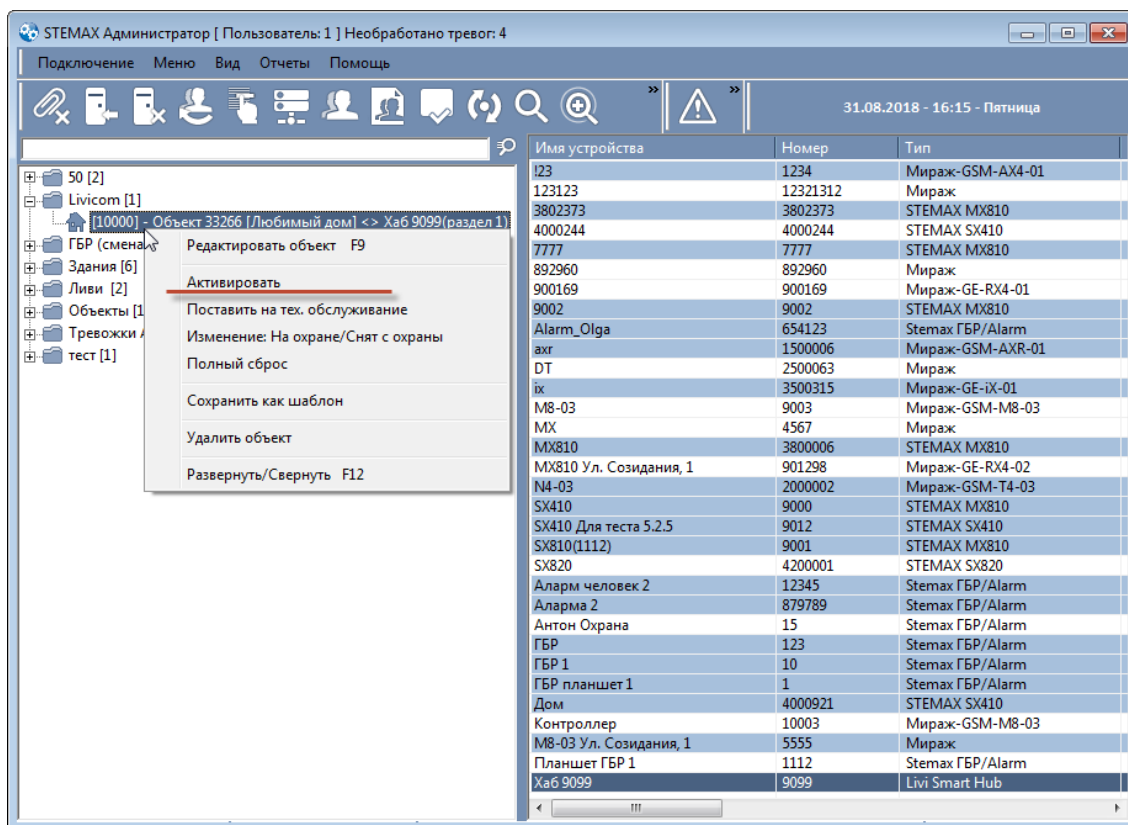 STEMAX Администратор [ Пользователь: 1 ] Необработано тревог: 4
Подключение Меню Вид Отчеты Помощь
31.08.2018 - 16:15 - Пятница
50 [2]
Livicom [1]
[10000] - Объект 33266 [Любимый дом] <> Хаб 9099(раздел 1)
ГБР (смена
Здания [6]
Ливи [2]
Объекты [1
Тревожки
тест [1]
Редактировать объект F9
Активировать
Поставить на тех. обслуживание
Изменение: На охране/Снят с охраны
Полный сброс
Сохранить как шаблон
Удалить объект
Развернуть/Свернуть F12
Имя устройства Номер Тип
!23 1234 Мираж-GSM-AX4-01
123123 12321312 Мираж
3802373 3802373 STEMAX MX810
4000244 4000244 STEMAX SX410
7777 7777 STEMAX MX810
892960 892960 Мираж
900169 900169 Мираж-GE-RX4-01
9002 9002 STEMAX MX810
Alarm_Olga 654123 Stemax ГБР/Alarm
axr 1500006 Мираж-GSM-AXR-01
DT 2500063 Мираж
ix 3500315 Мираж-GE-iX-01
M8-03 9003 Мираж-GSM-M8-03
MX 4567 Мираж
MX810 3800006 STEMAX MX810
MX810 Ул. Созидания, 1 901298 Мираж-GE-RX4-02
N4-03 2000002 Мираж-GSM-T4-03
SX410 9000 STEMAX MX810
SX410 Для теста 5.2.5 9012 STEMAX SX410
SX810(1112) 9001 STEMAX MX810
SX820 4200001 STEMAX SX820
Аларм человек 2 12345 Stemax ГБР/Alarm
Аларма 2 879789 Stemax ГБР/Alarm
Антон Охрана 15 Stemax ГБР/Alarm
ГБР 123 Stemax ГБР/Alarm
ГБР 1 10 Stemax ГБР/Alarm
ГБР планшет 1 1 Stemax ГБР/Alarm
Дом 4000921 STEMAX SX410
Контроллер 10003 Мираж-GSM-M8-03
M8-03 Ул. Созидания, 1 5555 Мираж
Планшет ГБР 1 1112 Stemax ГБР/Alarm
Хаб 9099 9099 Livi Smart Hub